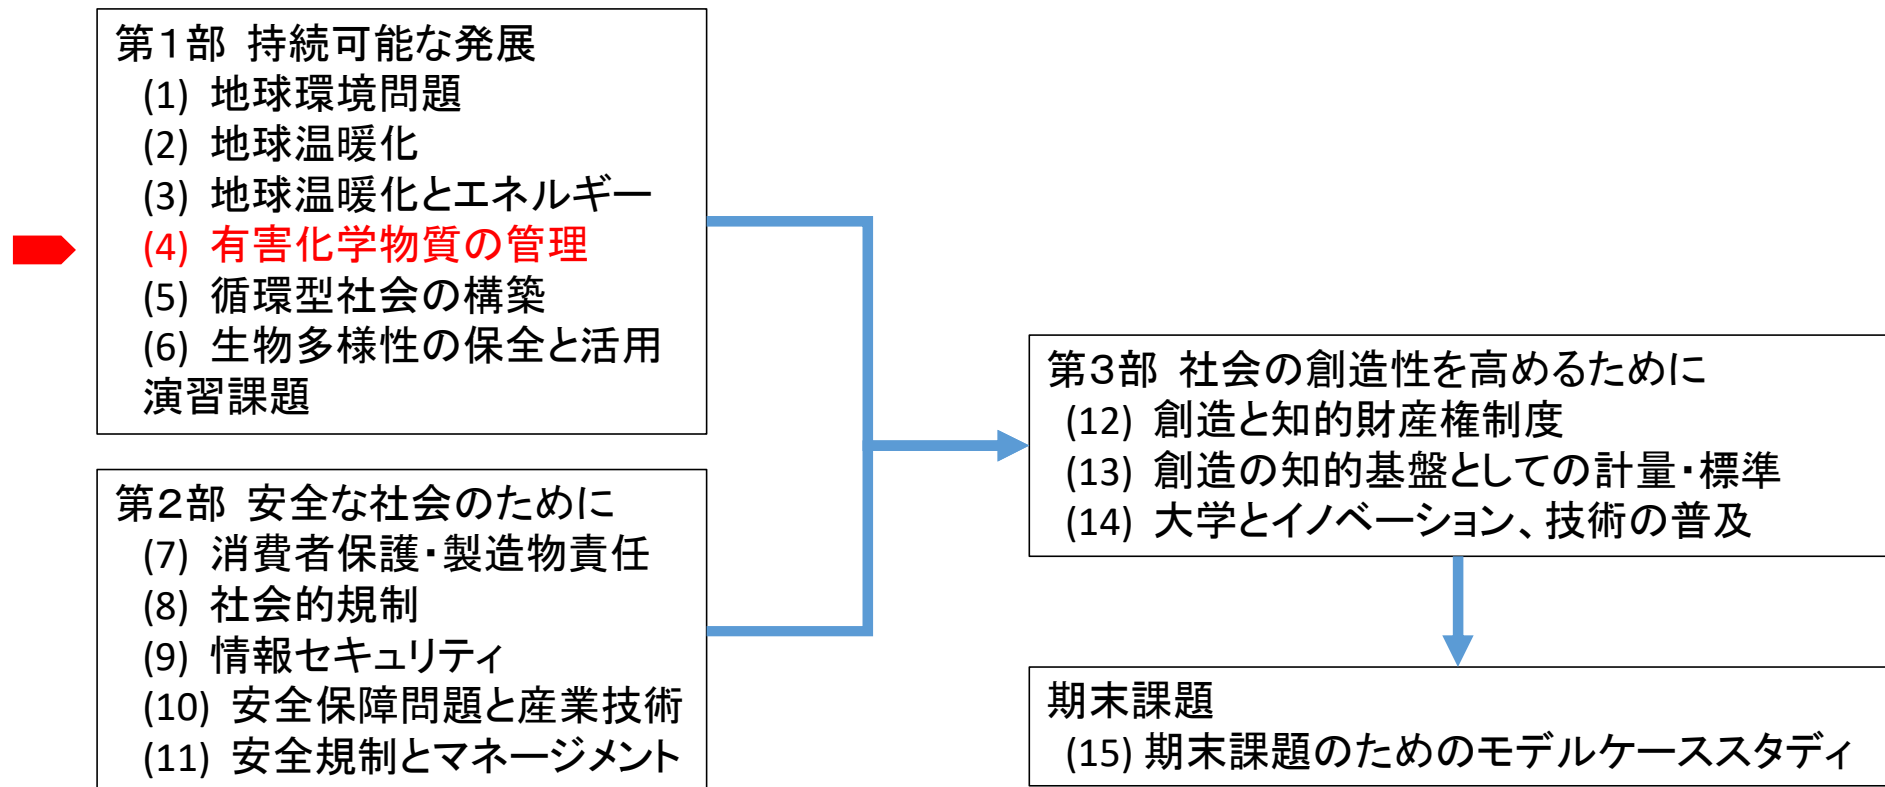 第1部 持続可能な発展
(1) 地球環境問題
(2) 地球温暖化
(3) 地球温暖化とエネルギー
(4) 有害化学物質の管理
(5) 循環型社会の構築
(6) 生物多様性の保全と活用
演習課題
第2部 安全な社会のために
(7) 消費者保護・製造物責任
(8) 社会的規制
(9) 情報セキュリティ
(10) 安全保障問題と産業技術
(11) 安全規制とマネージメント
第3部 社会の創造性を高めるために
(12) 創造と知的財産権制度
(13) 創造の知的基盤としての計量・標準
(14) 大学とイノベーション、技術の普及
期末課題
(15) 期末課題のためのモデルケーススタディ